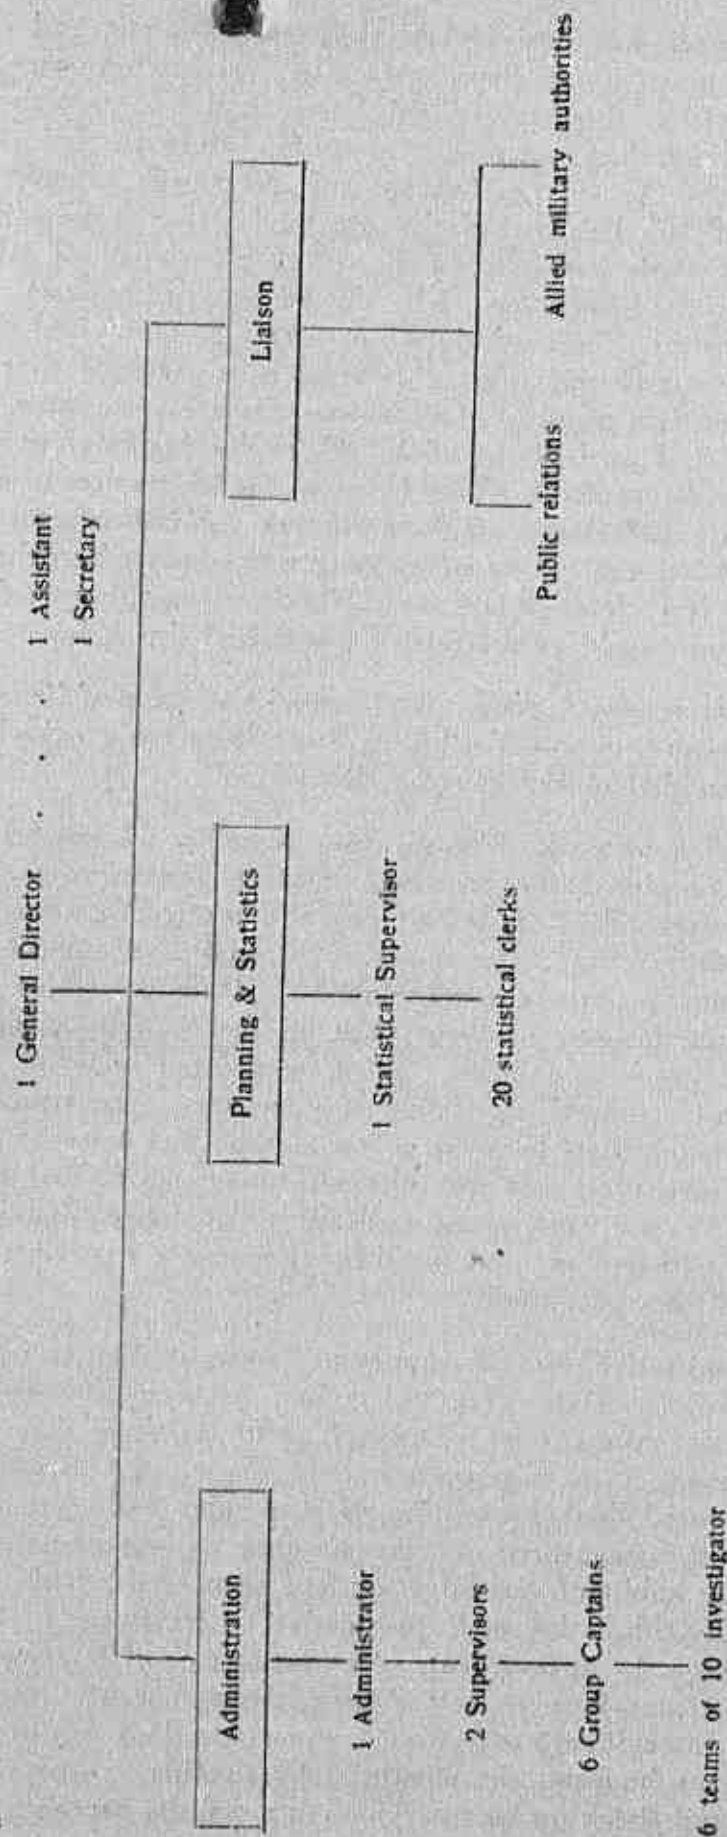 1 General Director . . . . 1 Assistant
1 Secretary
Administration
Planning & Statistics
Liaison
1 Administrator
2 Supervisors
6 Group Captains
6 teams of 10 investigator
1 Statistical Supervisor
20 statistical clerks
Public relations
Allied military authorities